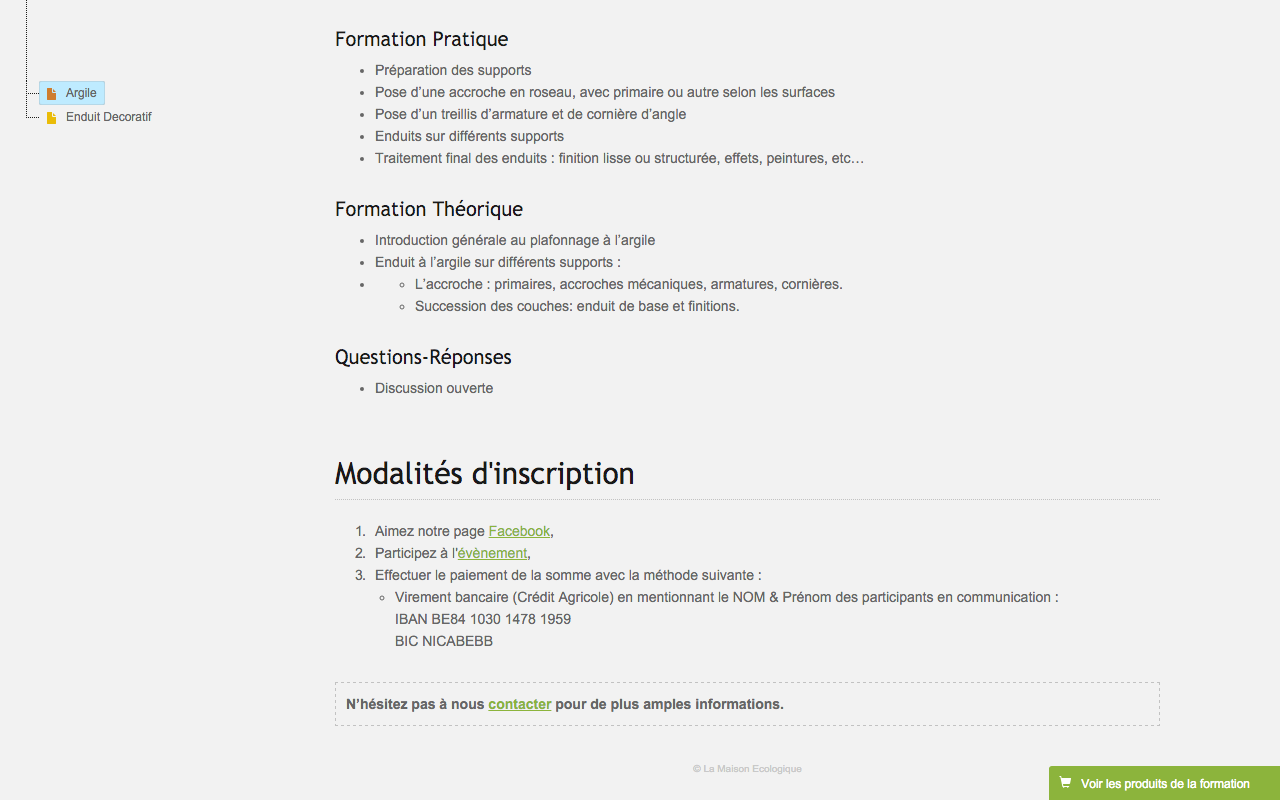 Argile
Enduit Decoratif
Formation Pratique
Préparation des supports
Pose d’une accroche en roseau, avec primaire ou autre selon les surfaces
Pose d’un treillis d’armature et de cornière d’angle
Enduits sur différents supports
Traitement final des enduits : finition lisse ou structurée, effets, peintures, etc…
Formation Théorique
Introduction générale au plafonnage à l’argile
Enduit à l’argile sur différents supports :
L’accroche : primaires, accroches mécaniques, armatures, cornières.
Succession des couches: enduit de base et finitions.
Questions-Réponses
Discussion ouverte
Modalités d'inscription
1. Aimez notre page Facebook,
2. Participez à l'évènement,
3. Effectuer le paiement de la somme avec la méthode suivante :
Virement bancaire (Crédit Agricole) en mentionnant le NOM & Prénom des participants en communication :
IBAN BE84 1030 1478 1959
BIC NICABEBB
N’hésitez pas à nous contacter pour de plus amples informations.
© La Maison Ecologique
Voir les produits de la formation